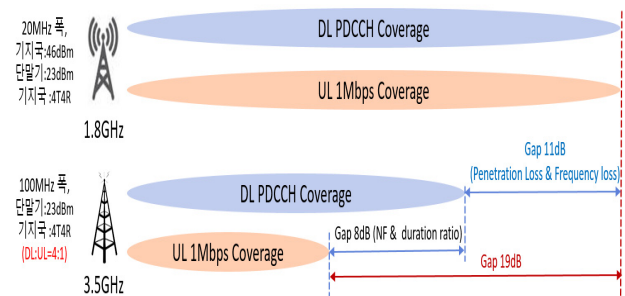 20MHz 폭,
기지국:46dBm
단말기:23dBm
기지국 :4T4R
1.8GHz
DL PDCCH Coverage
UL 1Mbps Coverage
Gap 11dB
(Penetration Loss & Frequency loss)
100MHz 폭,
단말기:23dBm
기지국 :4T4R
(DL:UL=4:1)
3.5GHz
DL PDCCH Coverage
UL 1Mbps Coverage
Gap 8dB (NF & duration ratio)
Gap 19dB